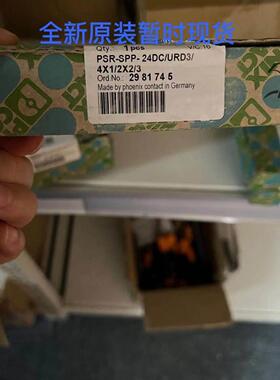 全新原装暂时现货
Qty.: 1 pcs
PSR-SPP- 24DC/URD3/
4X1/2X2/3
Ord No.: 29 81 74 5
Made by phoenix contact in Germany